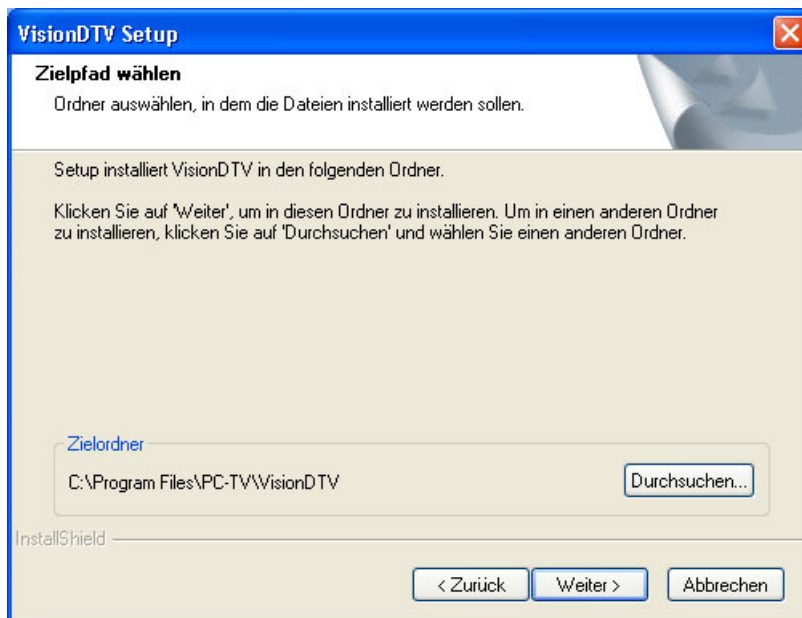 VisionDTV Setup
Zielpfad wählen
Ordner auswählen, in dem die Dateien installiert werden sollen.
Setup installiert VisionDTV in den folgenden Ordner.
Klicken Sie auf 'Weiter', um in diesen Ordner zu installieren. Um in einen anderen Ordner
zu installieren, klicken Sie auf 'Durchsuchen' und wählen Sie einen anderen Ordner.
Zielordner
C:\Program Files\PC-TV\VisionDTV
Durchsuchen...
InstallShield
< Zurück
Weiter >
Abbrechen